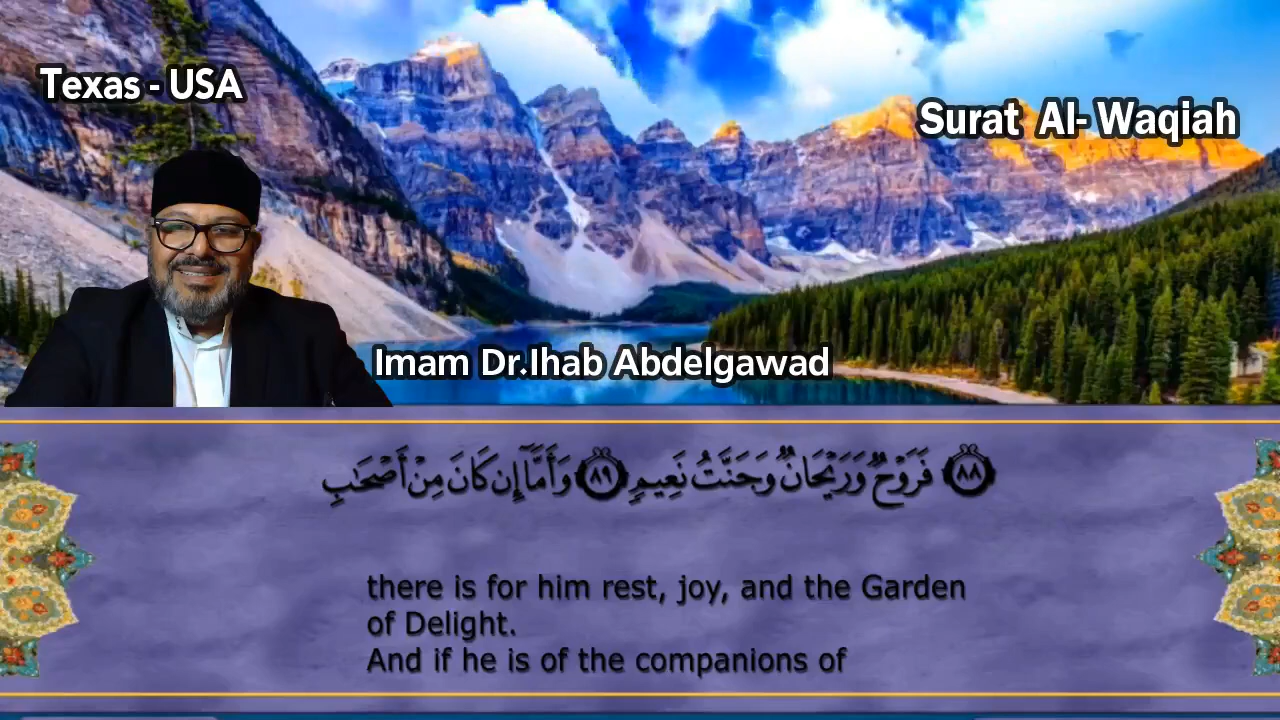 Texas - USA
Surat Al- Waqiah
Imam Dr.Ihab Abdelgawad
٨٨ فَرَوْحٌ وَرَيْحَانٌ وَجَنَّتُ نَعِيمٍ ٨٩ وَأَمَّآ إِن كَانَ مِنْ أَصْحَٰبِ
there is for him rest, joy, and the Garden
of Delight.
And if he is of the companions of